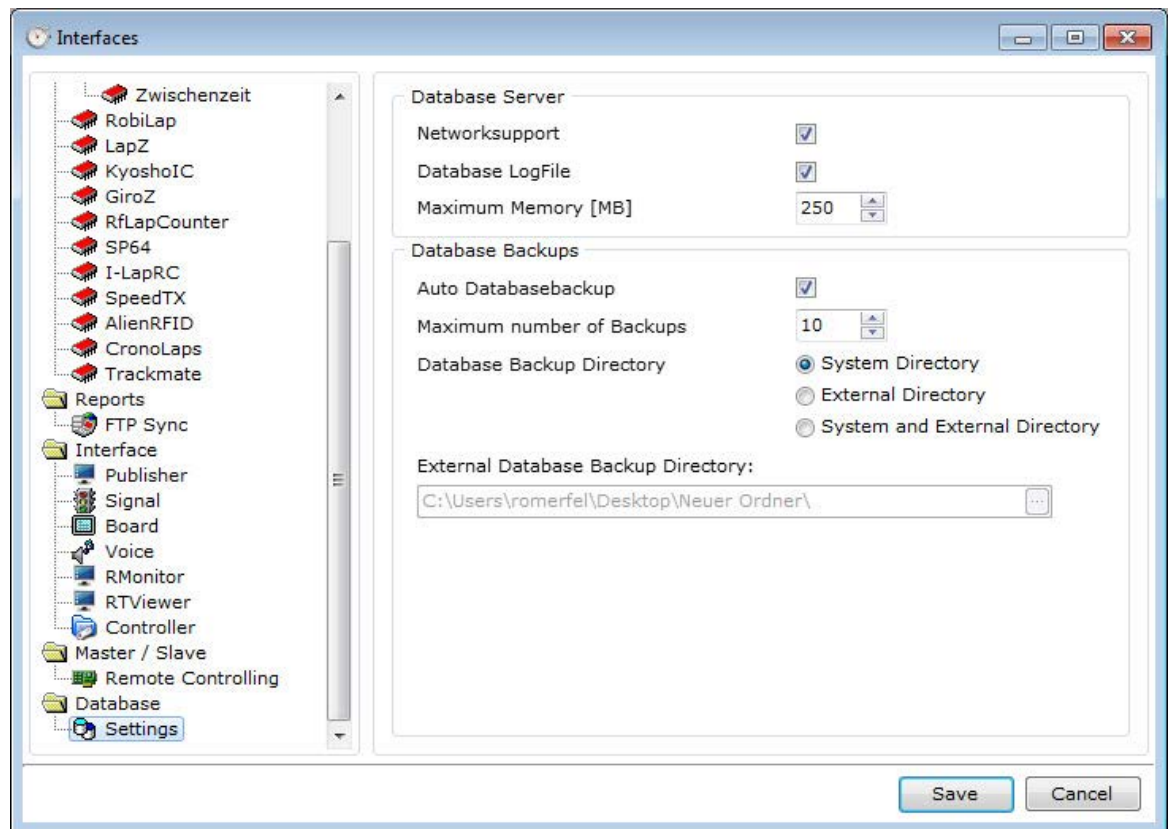 Interfaces
Zwischenzeit
RobiLap
LapZ
KyoshoIC
GiroZ
RfLapCounter
SP64
I-LapRC
SpeedTX
AlienRFID
CronoLaps
Trackmate
Reports
FTP Sync
Interface
Publisher
Signal
Board
Voice
RMonitor
RTViewer
Controller
Master / Slave
Remote Controlling
Database
Settings
Database Server
Networksupport
Database LogFile
Maximum Memory [MB] 250
Database Backups
Auto Databasebackup
Maximum number of Backups 10
Database Backup Directory System Directory
External Directory
System and External Directory
External Database Backup Directory:
C:\Users\romerfel\Desktop\Neuer Ordner\ ...
Save Cancel